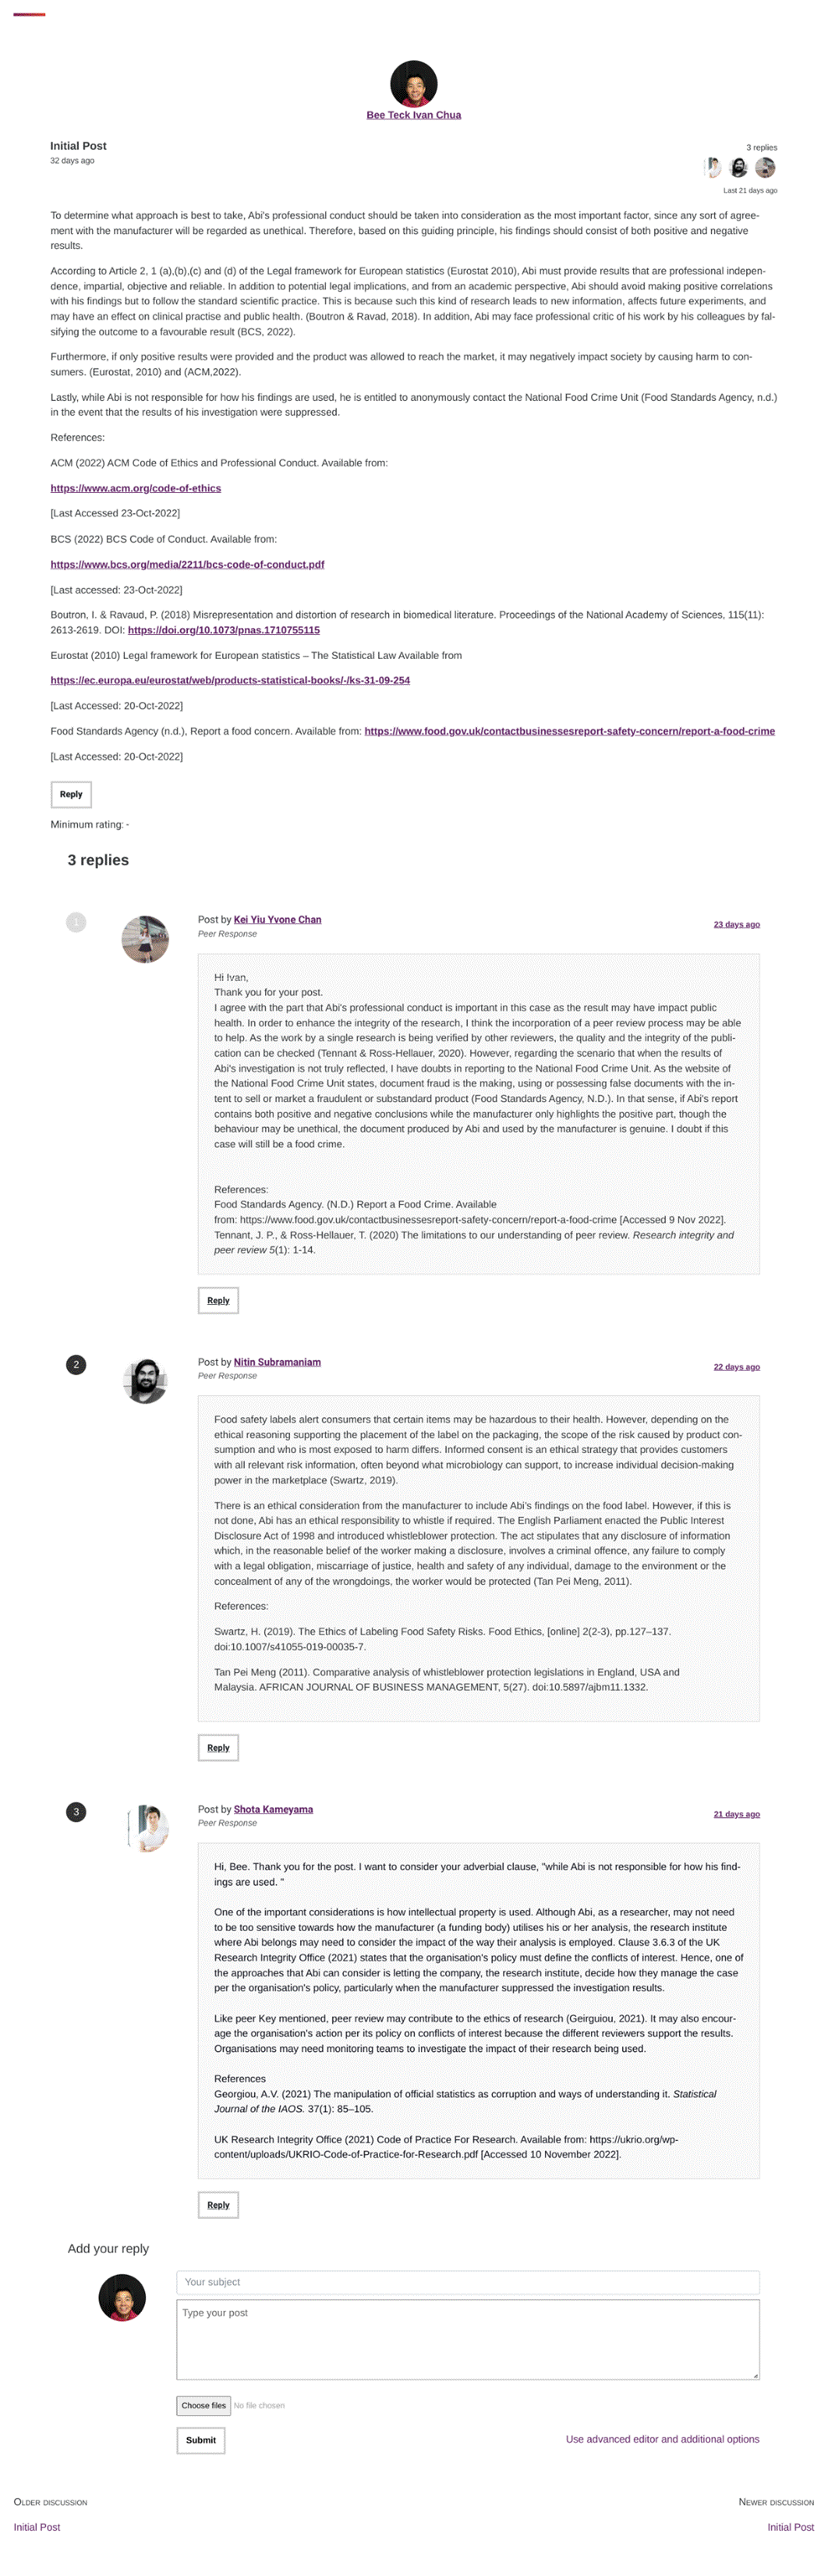 Bee Teck Ivan Chua
Initial Post
32 days ago
3 replies
Last 21 days ago
To determine what approach is best to take, Abi's professional conduct should be taken into consideration as the most important factor, since any sort of agree-
ment with the manufacturer will be regarded as unethical. Therefore, based on this guiding principle, his findings should consist of both positive and negative
results.
According to Article 2, 1 (a),(b),(c) and (d) of the Legal framework for European statistics (Eurostat 2010), Abi must provide results that are professional indepen-
dence, impartial, objective and reliable. In addition to potential legal implications, and from an academic perspective, Abi should avoid making positive correlations
with his findings but to follow the standard scientific practice. This is because such this kind of research leads to new information, affects future experiments, and
may have an effect on clinical practise and public health. (Boutron & Ravad, 2018). In addition, Abi may face professional critic of his work by his colleagues by fal-
sifying the outcome to a favourable result (BCS, 2022).
Furthermore, if only positive results were provided and the product was allowed to reach the market, it may negatively impact society by causing harm to con-
sumers. (Eurostat, 2010) and (ACM,2022).
Lastly, while Abi is not responsible for how his findings are used, he is entitled to anonymously contact the National Food Crime Unit (Food Standards Agency, n.d.)
in the event that the results of his investigation were suppressed.
References:
ACM (2022) ACM Code of Ethics and Professional Conduct. Available from:
https://www.acm.org/code-of-ethics
[Last Accessed 23-Oct-2022]
BCS (2022) BCS Code of Conduct. Available from:
https://www.bcs.org/media/2211/bcs-code-of-conduct.pdf
[Last accessed: 23-Oct-2022]
Boutron, I. & Ravaud, P. (2018) Misrepresentation and distortion of research in biomedical literature. Proceedings of the National Academy of Sciences, 115(11):
2613-2619. DOI: https://doi.org/10.1073/pnas.1710755115
Eurostat (2010) Legal framework for European statistics – The Statistical Law Available from
https://ec.europa.eu/eurostat/web/products-statistical-books/-/ks-31-09-254
[Last Accessed: 20-Oct-2022]
Food Standards Agency (n.d.), Report a food concern. Available from: https://www.food.gov.uk/contactbusinessesreport-safety-concern/report-a-food-crime
[Last Accessed: 20-Oct-2022]
Reply
Minimum rating: -
3 replies
1
Post by Kei Yiu Yvone Chan
23 days ago
Peer Response
Hi Ivan,
Thank you for your post.
I agree with the part that Abi's professional conduct is important in this case as the result may have impact public
health. In order to enhance the integrity of the research, I think the incorporation of a peer review process may be able
to help. As the work by a single research is being verified by other reviewers, the quality and the integrity of the publi-
cation can be checked (Tennant & Ross-Hellauer, 2020). However, regarding the scenario that when the results of
Abi's investigation is not truly reflected, I have doubts in reporting to the National Food Crime Unit. As the website of
the National Food Crime Unit states, document fraud is the making, using or possessing false documents with the in-
tent to sell or market a fraudulent or substandard product (Food Standards Agency, N.D.). In that sense, if Abi's report
contains both positive and negative conclusions while the manufacturer only highlights the positive part, though the
behaviour may be unethical, the document produced by Abi and used by the manufacturer is genuine. I doubt if this
case will still be a food crime.
References:
Food Standards Agency. (N.D.) Report a Food Crime. Available
from: https://www.food.gov.uk/contactbusinessesreport-safety-concern/report-a-food-crime [Accessed 9 Nov 2022].
Tennant, J. P., & Ross-Hellauer, T. (2020) The limitations to our understanding of peer review. Research integrity and
peer review 5(1): 1-14.
Reply
2
Post by Nitin Subramaniam
22 days ago
Peer Response
Food safety labels alert consumers that certain items may be hazardous to their health. However, depending on the
ethical reasoning supporting the placement of the label on the packaging, the scope of the risk caused by product con-
sumption and who is most exposed to harm differs. Informed consent is an ethical strategy that provides customers
with all relevant risk information, often beyond what microbiology can support, to increase individual decision-making
power in the marketplace (Swartz, 2019).
There is an ethical consideration from the manufacturer to include Abi's findings on the food label. However, if this is
not done, Abi has an ethical responsibility to whistle if required. The English Parliament enacted the Public Interest
Disclosure Act of 1998 and introduced whistleblower protection. The act stipulates that any disclosure of information
which, in the reasonable belief of the worker making a disclosure, involves a criminal offence, any failure to comply
with a legal obligation, miscarriage of justice, health and safety of any individual, damage to the environment or the
concealment of any of the wrongdoings, the worker would be protected (Tan Pei Meng, 2011).
References:
Swartz, H. (2019). The Ethics of Labeling Food Safety Risks. Food Ethics, [online] 2(2-3), pp.127–137.
doi:10.1007/s41055-019-00035-7.
Tan Pei Meng (2011). Comparative analysis of whistleblower protection legislations in England, USA and
Malaysia. AFRICAN JOURNAL OF BUSINESS MANAGEMENT, 5(27). doi:10.5897/ajbm11.1332.
Reply
3
Post by Shota Kameyama
21 days ago
Peer Response
Hi, Bee. Thank you for the post. I want to consider your adverbial clause, "while Abi is not responsible for how his find-
ings are used. "
One of the important considerations is how intellectual property is used. Although Abi, as a researcher, may not need
to be too sensitive towards how the manufacturer (a funding body) utilises his or her analysis, the research institute
where Abi belongs may need to consider the impact of the way their analysis is employed. Clause 3.6.3 of the UK
Research Integrity Office (2021) states that the organisation's policy must define the conflicts of interest. Hence, one of
the approaches that Abi can consider is letting the company, the research institute, decide how they manage the case
per the organisation's policy, particularly when the manufacturer suppressed the investigation results.
Like peer Key mentioned, peer review may contribute to the ethics of research (Geirguiou, 2021). It may also encour-
age the organisation's action per its policy on conflicts of interest because the different reviewers support the results.
Organisations may need monitoring teams to investigate the impact of their research being used.
References
Georgiou, A.V. (2021) The manipulation of official statistics as corruption and ways of understanding it. Statistical
Journal of the IAOS. 37(1): 85–105.
UK Research Integrity Office (2021) Code of Practice For Research. Available from: https://ukrio.org/wp-
content/uploads/UKRIO-Code-of-Practice-for-Research.pdf [Accessed 10 November 2022].
Reply
Add your reply
Your subject
Type your post
Choose files No file chosen
Submit
Use advanced editor and additional options
OLDER DISCUSSION
NEWER DISCUSSION
Initial Post
Initial Post